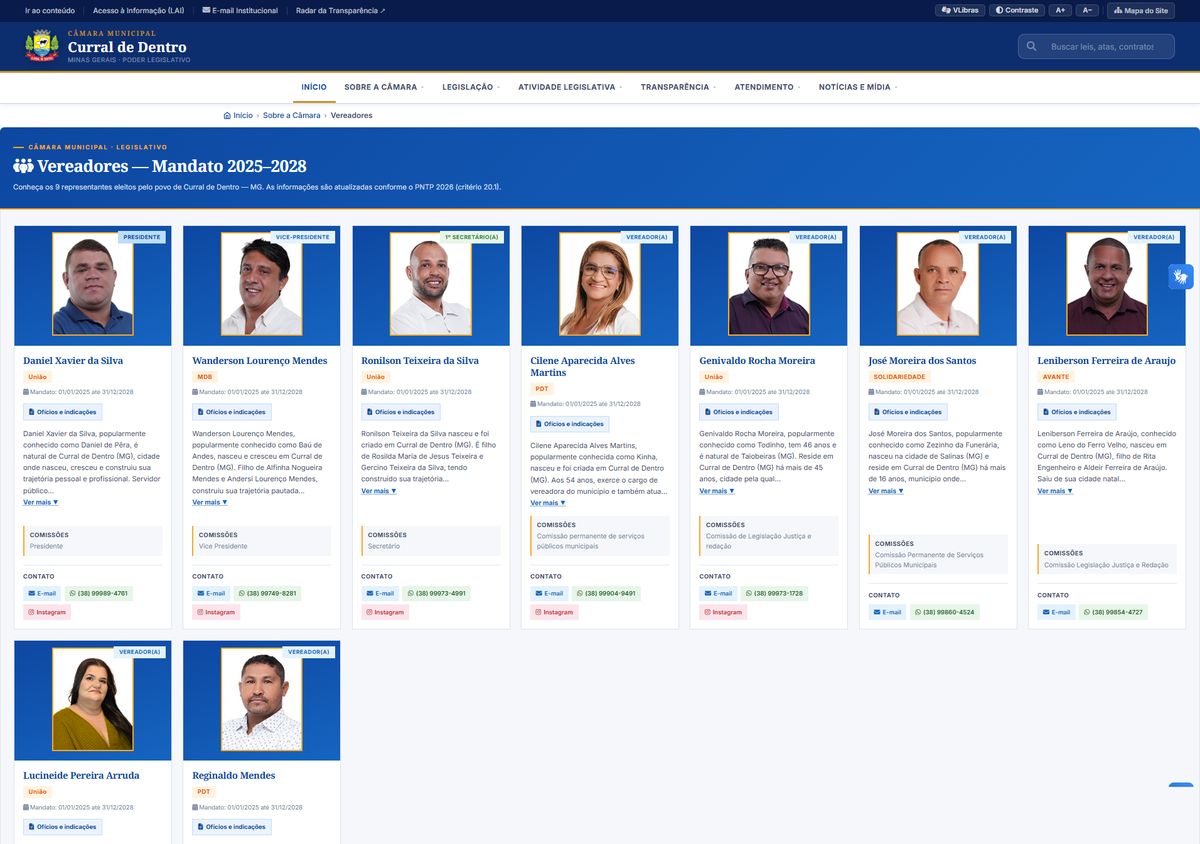 Ir ao conteúdo
Acesso à Informação (LAI)
E-mail Institucional
Radar da Transparência ↗
VLibras
Contraste
A+
A−
Mapa do Site
CÂMARA MUNICIPAL
Curral de Dentro
MINAS GERAIS · PODER LEGISLATIVO
Buscar leis, atas, contratos
INÍCIO
SOBRE A CÂMARA
LEGISLAÇÃO
ATIVIDADE LEGISLATIVA
TRANSPARÊNCIA
ATENDIMENTO
NOTÍCIAS E MÍDIA
Início › Sobre a Câmara › Vereadores
CÂMARA MUNICIPAL · LEGISLATIVO
Vereadores — Mandato 2025–2028
Conheça os 9 representantes eleitos pelo povo de Curral de Dentro — MG. As informações são atualizadas conforme o PNTP 2026 (critério 20.1).
PRESIDENTE
Daniel Xavier da Silva
União
Mandato: 01/01/2025 até 31/12/2028
Ofícios e indicações
Daniel Xavier da Silva, popularmente
conhecido como Daniel de Pêra, é
natural de Curral de Dentro (MG), cidade
onde nasceu, cresceu e construiu sua
trajetória pessoal e profissional. Servidor
público...
Ver mais ▼
COMISSÕES
Presidente
CONTATO
E-mail
(38) 99989-4761
Instagram
VICE-PRESIDENTE
Wanderson Lourenço Mendes
MDB
Mandato: 01/01/2025 até 31/12/2028
Ofícios e indicações
Wanderson Lourenço Mendes,
popularmente conhecido como Baú de
Andes, nasceu e cresceu em Curral de
Dentro (MG). Filho de Alfinha Nogueira
Mendes e Andersi Lourenço Mendes,
construiu sua trajetória pautada...
Ver mais ▼
COMISSÕES
Vice Presidente
CONTATO
E-mail
(38) 99749-8281
Instagram
1º SECRETÁRIO(A)
Ronilson Teixeira da Silva
União
Mandato: 01/01/2025 até 31/12/2028
Ofícios e indicações
Ronilson Teixeira da Silva nasceu e foi
criado em Curral de Dentro (MG). É filho
de Rosilda Maria de Jesus Teixeira e
Gercino Teixeira da Silva, tendo
construído sua trajetória...
Ver mais ▼
COMISSÕES
Secretário
CONTATO
E-mail
(38) 99973-4991
Instagram
VEREADOR(A)
Cilene Aparecida Alves
Martins
PDT
Mandato: 01/01/2025 até 31/12/2028
Ofícios e indicações
Cilene Aparecida Alves Martins,
popularmente conhecida como Kinha,
nasceu e foi criada em Curral de Dentro
(MG). Aos 54 anos, exerce o cargo de
vereadora do município e também atua...
Ver mais ▼
COMISSÕES
Comissão permanente de serviços
públicos municipais
CONTATO
E-mail
(38) 99904-9491
Instagram
VEREADOR(A)
Genivaldo Rocha Moreira
União
Mandato: 01/01/2025 até 31/12/2028
Ofícios e indicações
Genivaldo Rocha Moreira, popularmente
conhecido como Todinho, tem 46 anos e
é natural de Taiobeiras (MG). Reside em
Curral de Dentro (MG) há mais de 45
anos, cidade pela qual...
Ver mais ▼
COMISSÕES
Comissão de Legislação Justiça e
redação
CONTATO
E-mail
(38) 99973-1728
Instagram
VEREADOR(A)
José Moreira dos Santos
SOLIDARIEDADE
Mandato: 01/01/2025 até 31/12/2028
Ofícios e indicações
José Moreira dos Santos, popularmente
conhecido como Zezinho da Funerária,
nasceu na cidade de Salinas (MG) e
reside em Curral de Dentro (MG) há mais
de 16 anos, município onde...
Ver mais ▼
COMISSÕES
Comissão Permanente de Serviços
Públicos Municipais
CONTATO
E-mail
(38) 99860-4524
VEREADOR(A)
Leniberson Ferreira de Araujo
AVANTE
Mandato: 01/01/2025 até 31/12/2028
Ofícios e indicações
Leniberson Ferreira de Araújo, conhecido
como Leno do Ferro Velho, nasceu em
Curral de Dentro (MG), filho de Rita
Engenheiro e Aldeir Ferreira de Araújo.
Saiu de sua cidade natal...
Ver mais ▼
COMISSÕES
Comissão Legislação Justiça e Redação
CONTATO
E-mail
(38) 99854-4727
VEREADOR(A)
Lucineide Pereira Arruda
União
Mandato: 01/01/2025 até 31/12/2028
Ofícios e indicações
VEREADOR(A)
Reginaldo Mendes
PDT
Mandato: 01/01/2025 até 31/12/2028
Ofícios e indicações